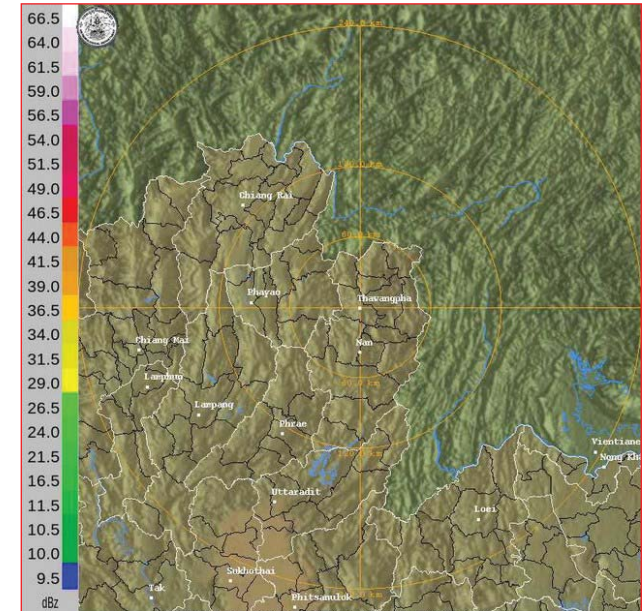 66.5
64.0
61.5
59.0
56.5
54.0
51.5
49.0
46.5
44.0
41.5
39.0
36.5
34.0
31.5
29.0
26.5
24.0
21.5
11.5
10.5
10.0
9.5
dBz
Chiang Rai
Phayao
Thawangpha
Chiang Mai
Nan
Lamphun
Lampang
Phrae
Vientiane
Nong Kha
Uttaradit
Loei
Sukhothai
Tak
Phitsanulok